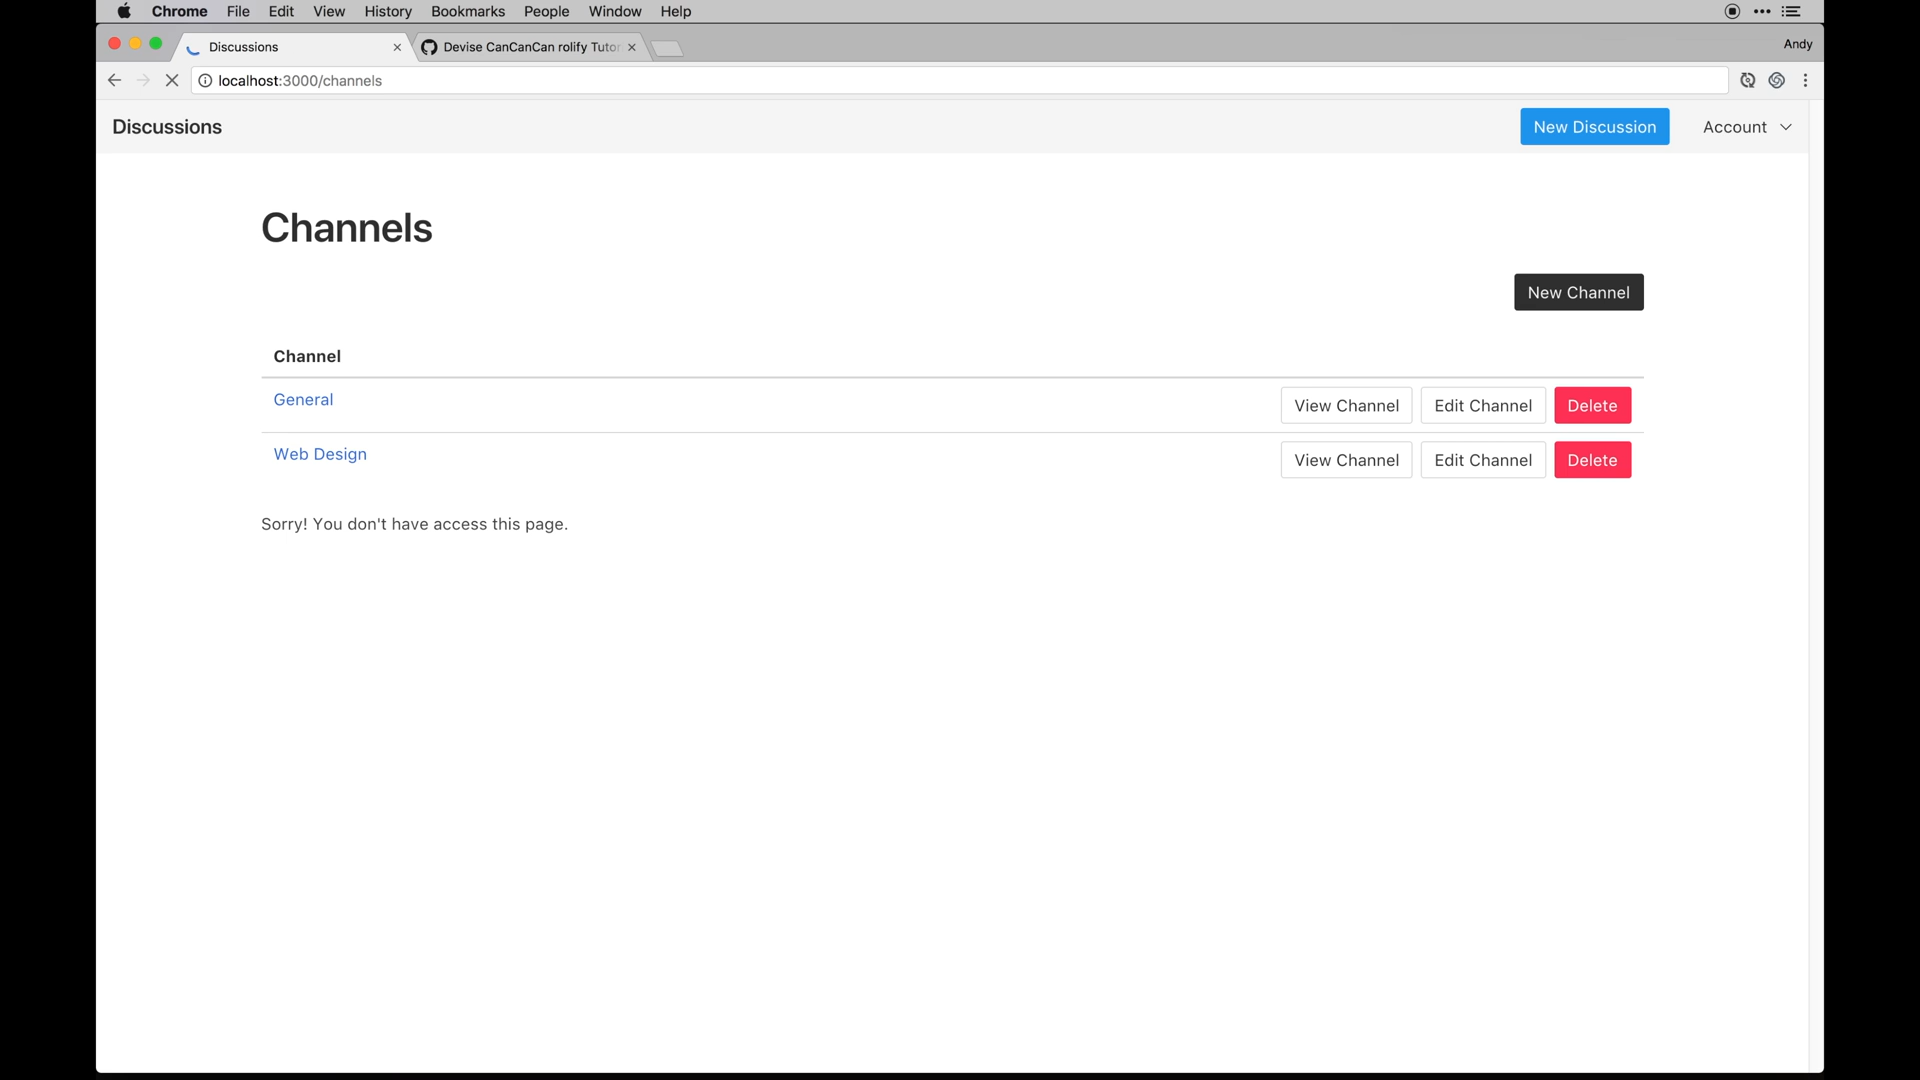 Chrome File Edit View History Bookmarks People Window Help
Discussions Devise CanCanCan rolify Tutor Andy
localhost:3000/channels
Discussions New Discussion Account
Channels
New Channel
Channel
General View Channel Edit Channel Delete
Web Design View Channel Edit Channel Delete
Sorry! You don't have access this page.